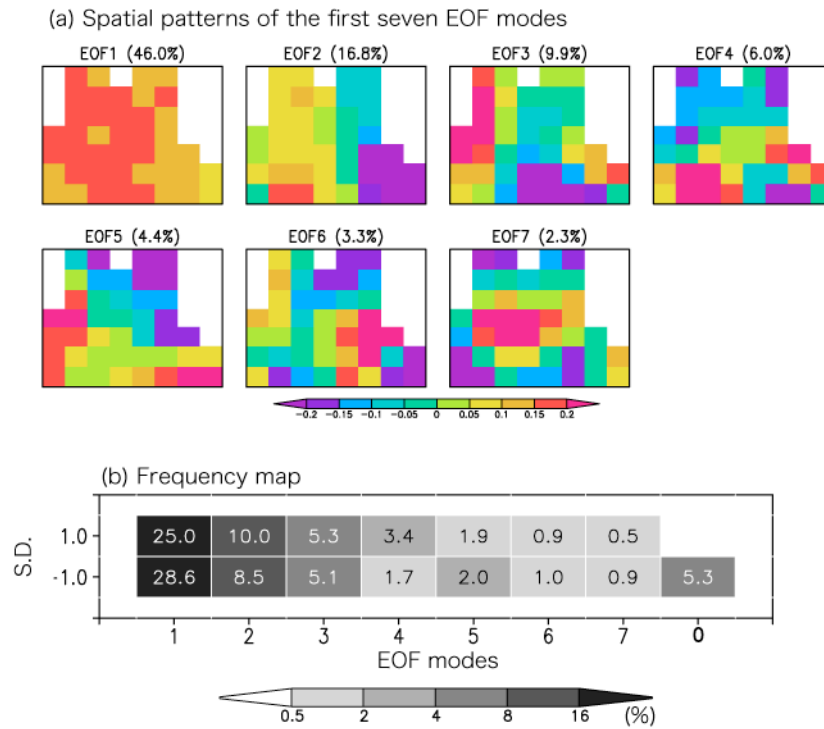 (a) Spatial patterns of the first seven EOF modes
EOF1 (46.0%) EOF2 (16.8%) EOF3 (9.9%) EOF4 (6.0%)
EOF5 (4.4%) EOF6 (3.3%) EOF7 (2.3%)
-0.2 -0.15 -0.1 -0.05 0 0.05 0.1 0.15 0.2
(b) Frequency map
S.D.
1.0 25.0 10.0 5.3 3.4 1.9 0.9 0.5
-1.0 28.6 8.5 5.1 1.7 2.0 1.0 0.9 5.3
1 2 3 4 5 6 7 0
EOF modes
0.5 2 4 8 16 (%)